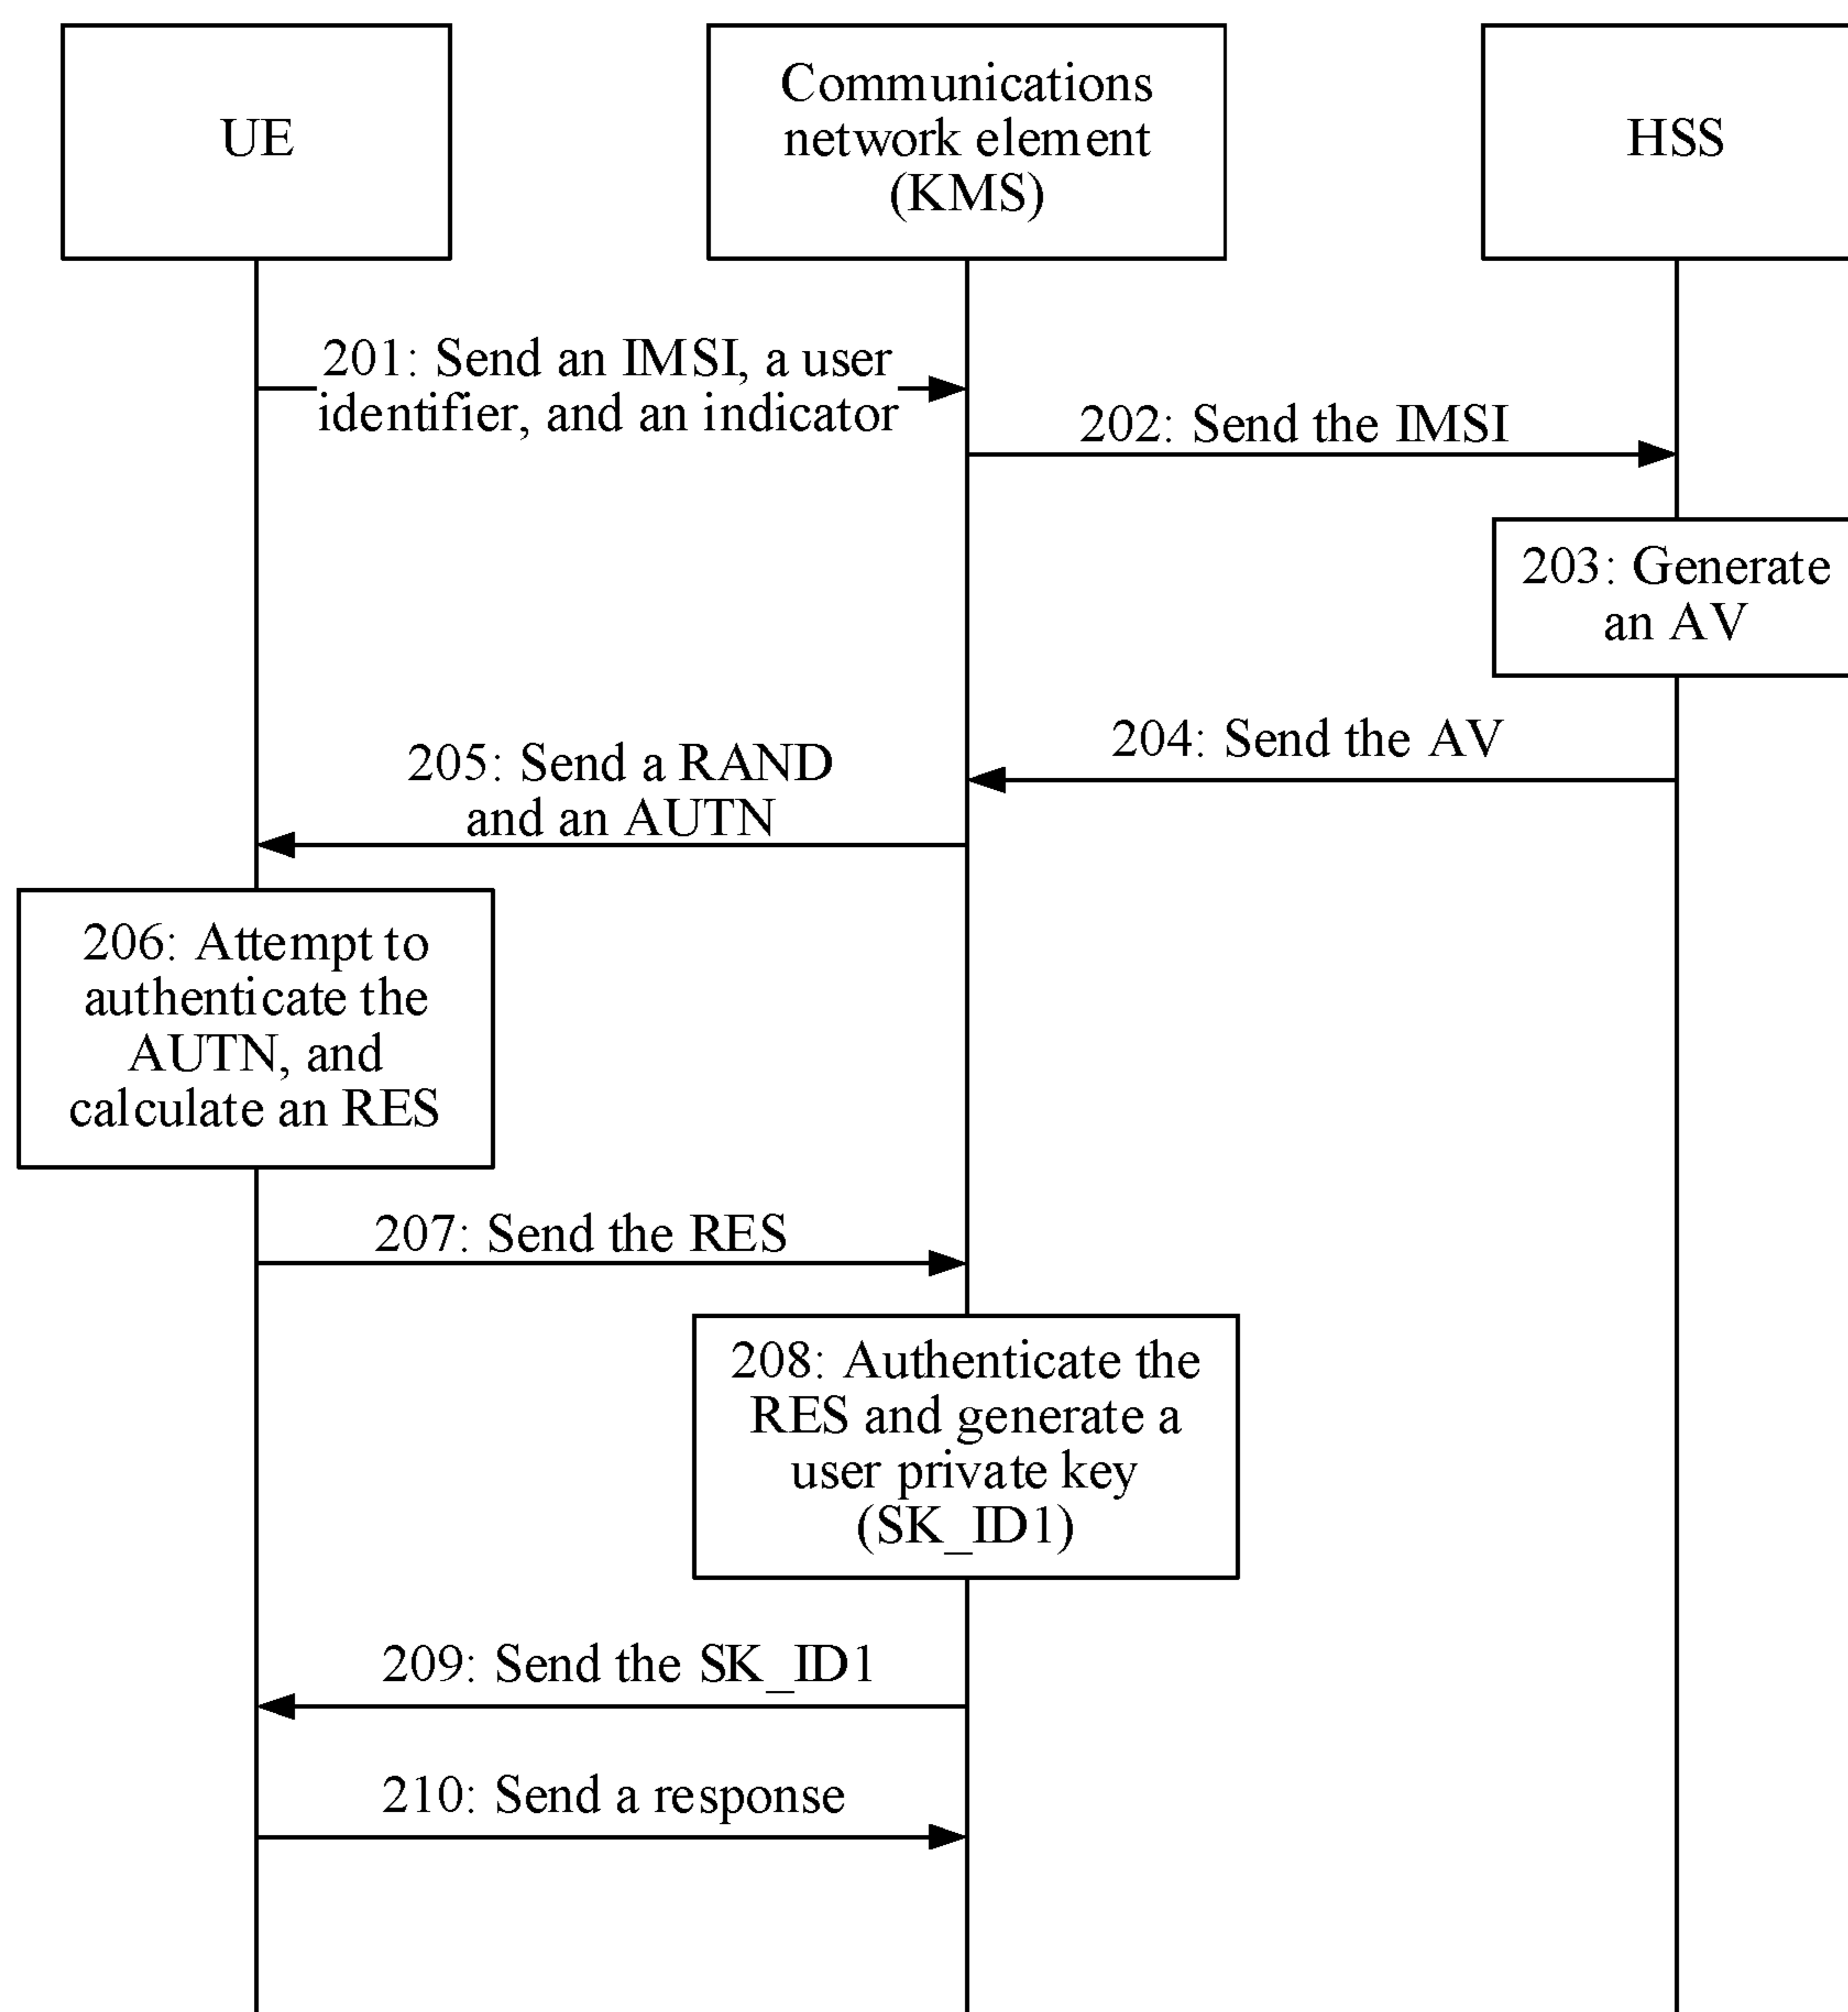 UE
Communications
network element
(KMS)
HSS
201: Send an IMSI, a user
identifier, and an indicator
202: Send the IMSI
203: Generate
an AV
204: Send the AV
205: Send a RAND
and an AUTN
206: Attempt to
authenticate the
AUTN, and
calculate an RES
207: Send the RES
208: Authenticate the
RES and generate a
user private key
(SK_ID1)
209: Send the SK_ID1
210: Send a response